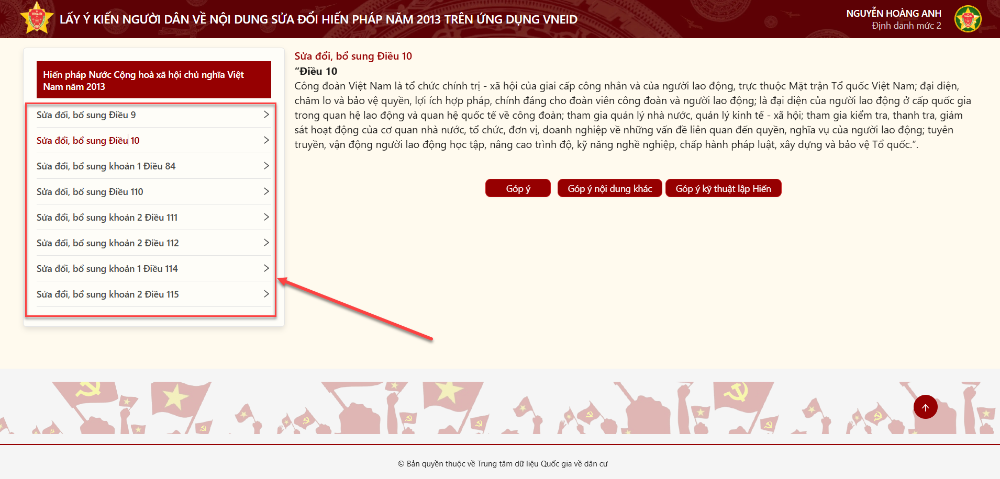 VNeID
LẤY Ý KIẾN NGƯỜI DÂN VỀ NỘI DUNG SỬA ĐỔI HIẾN PHÁP NĂM 2013 TRÊN ỨNG DỤNG VNEID
NGUYỄN HOÀNG ANH
Định danh mức 2
VNeID
Hiến pháp Nước Cộng hoà xã hội chủ nghĩa Việt
Nam năm 2013
Sửa đổi, bổ sung Điều 9
Sửa đổi, bổ sung Điều 10
Sửa đổi, bổ sung khoản 1 Điều 84
Sửa đổi, bổ sung Điều 110
Sửa đổi, bổ sung khoản 2 Điều 111
Sửa đổi, bổ sung khoản 2 Điều 112
Sửa đổi, bổ sung khoản 1 Điều 114
Sửa đổi, bổ sung khoản 2 Điều 115
Sửa đổi, bổ sung Điều 10
“Điều 10
Công đoàn Việt Nam là tổ chức chính trị - xã hội của giai cấp công nhân và của người lao động, trực thuộc Mặt trận Tổ quốc Việt Nam; đại diện,
chăm lo và bảo vệ quyền, lợi ích hợp pháp, chính đáng cho đoàn viên công đoàn và người lao động; là đại diện của người lao động ở cấp quốc gia
trong quan hệ lao động và quan hệ quốc tế về công đoàn; tham gia quản lý nhà nước, quản lý kinh tế - xã hội; tham gia kiểm tra, thanh tra, giám
sát hoạt động của cơ quan nhà nước, tổ chức, đơn vị, doanh nghiệp về những vấn đề liên quan đến quyền, nghĩa vụ của người lao động; tuyên
truyền, vận động người lao động học tập, nâng cao trình độ, kỹ năng nghề nghiệp, chấp hành pháp luật, xây dựng và bảo vệ Tổ quốc.”.
Góp ý
Góp ý nội dung khác
Góp ý kỹ thuật lập Hiến
© Bản quyền thuộc về Trung tâm dữ liệu Quốc gia về dân cư